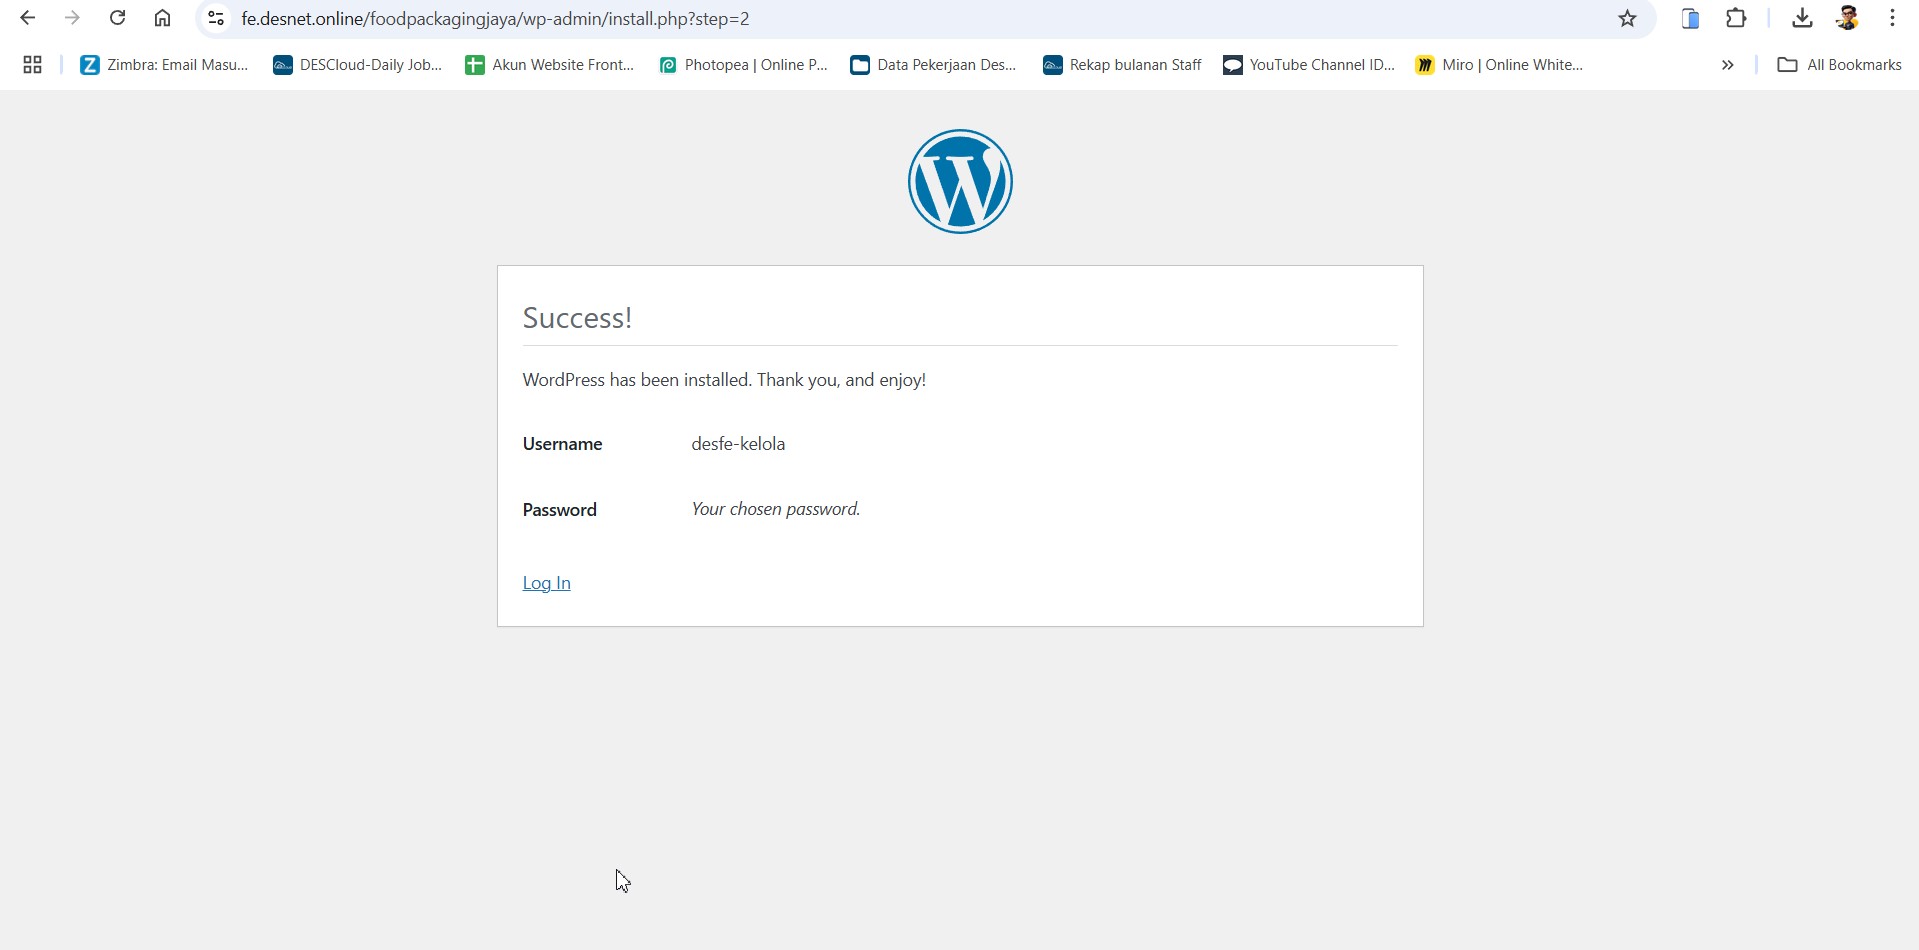 fe.desnet.online/foodpackagingjaya/wp-admin/install.php?step=2
Zimbra: Email Masu... DESCloud-Daily Job... Akun Website Front... Photopea | Online P... Data Pekerjaan Des... Rekap bulanan Staff YouTube Channel ID... Miro | Online White... » All Bookmarks
Success!
WordPress has been installed. Thank you, and enjoy!
Username desfe-kelola
Password Your chosen password.
Log In